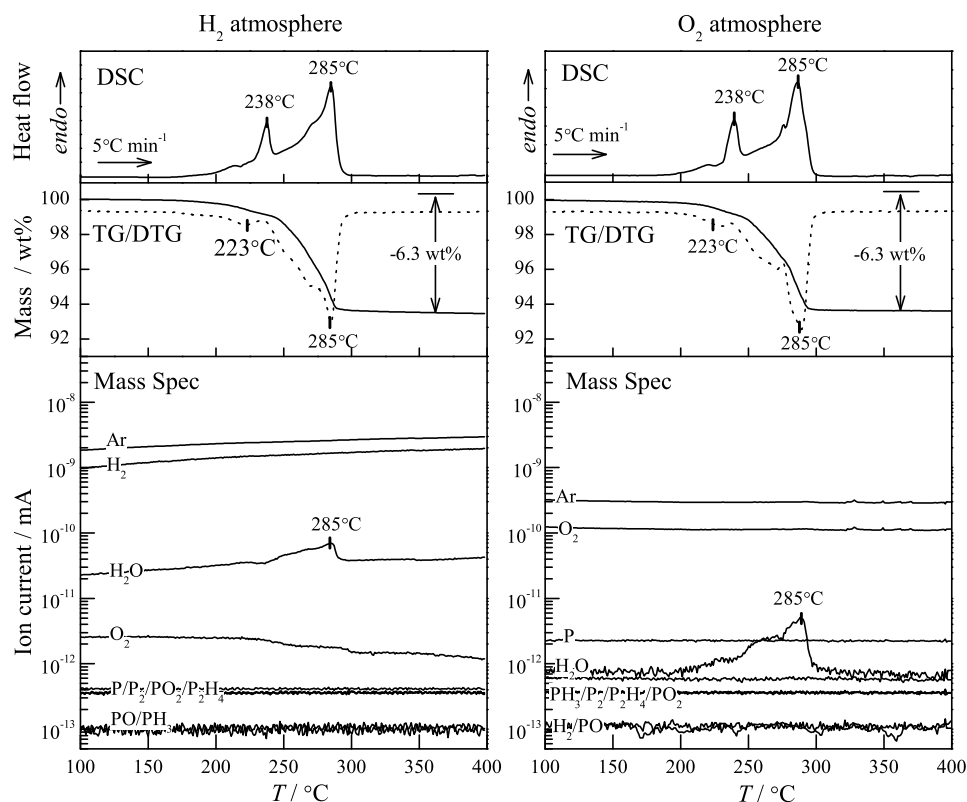 H2 atmosphere
O2 atmosphere
Heat flow
endo →
DSC
238°C
285°C
5°C min-1
endo →
DSC
238°C
285°C
5°C min-1
Mass / wt%
100
98
96
94
92
TG/DTG
223°C
285°C
-6.3 wt%
100
98
96
94
92
TG/DTG
223°C
285°C
-6.3 wt%
Ion current / mA
Mass Spec
10-8
10-9
10-10
10-11
10-12
10-13
Ar
H2
285°C
H2O
O2
P/P2/PO2/P2H4
PO/PH3
100 150 200 250 300 350 400
T / °C
Mass Spec
10-8
10-9
10-10
10-11
10-12
10-13
Ar
O2
285°C
P
H2O
PH3/P2/P2H4/PO2
H2/PO
100 150 200 250 300 350 400
T / °C